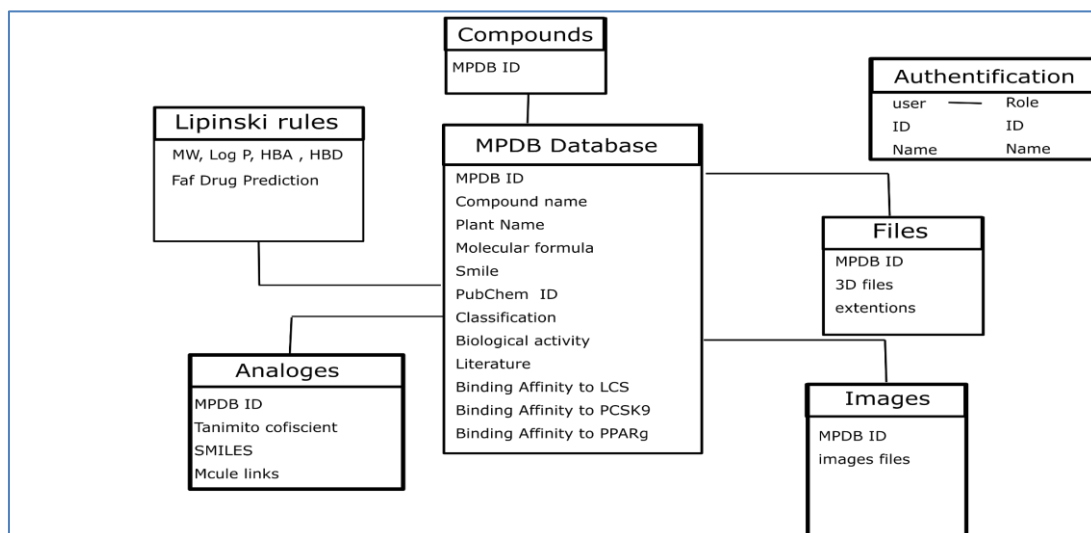 Compounds
MPDB ID
Authentification
user Role
ID ID
Name Name
Lipinski rules
MW, Log P, HBA , HBD
Faf Drug Prediction
MPDB Database
MPDB ID
Compound name
Plant Name
Molecular formula
Smile
PubChem ID
Classification
Biological activity
Literature
Binding Affinity to LCS
Binding Affinity to PCSK9
Binding Affinity to PPARg
Files
MPDB ID
3D files
extentions
Analoges
MPDB ID
Tanimito cofiscient
SMILES
Mcule links
Images
MPDB ID
images files